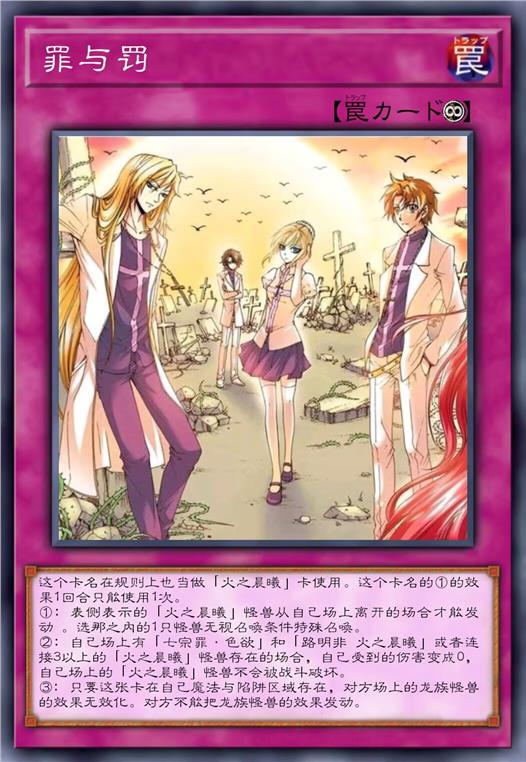 罪与罚
トラップ
罠
トラップ
【罠カード】
这个卡名在规则上也当做「火之晨曦」卡使用。这个卡名的①的效
果1回合只能使用1次。
①: 表侧表示的「火之晨曦」怪兽从自己场上离开的场合才能发
动 。选那之内的1只怪兽无视召唤条件特殊召唤。
②: 自己场上有「七宗罪·色欲」和「路明非 火之晨曦」或者连
接3以上的「火之晨曦」怪兽存在的场合，自己受到的伤害变成0，
自己场上的「火之晨曦」怪兽不会被战斗破坏。
③: 只要这张卡在自己魔法与陷阱区域存在，对方场上的龙族怪兽
的效果无效化。对方不能把龙族怪兽的效果发动。